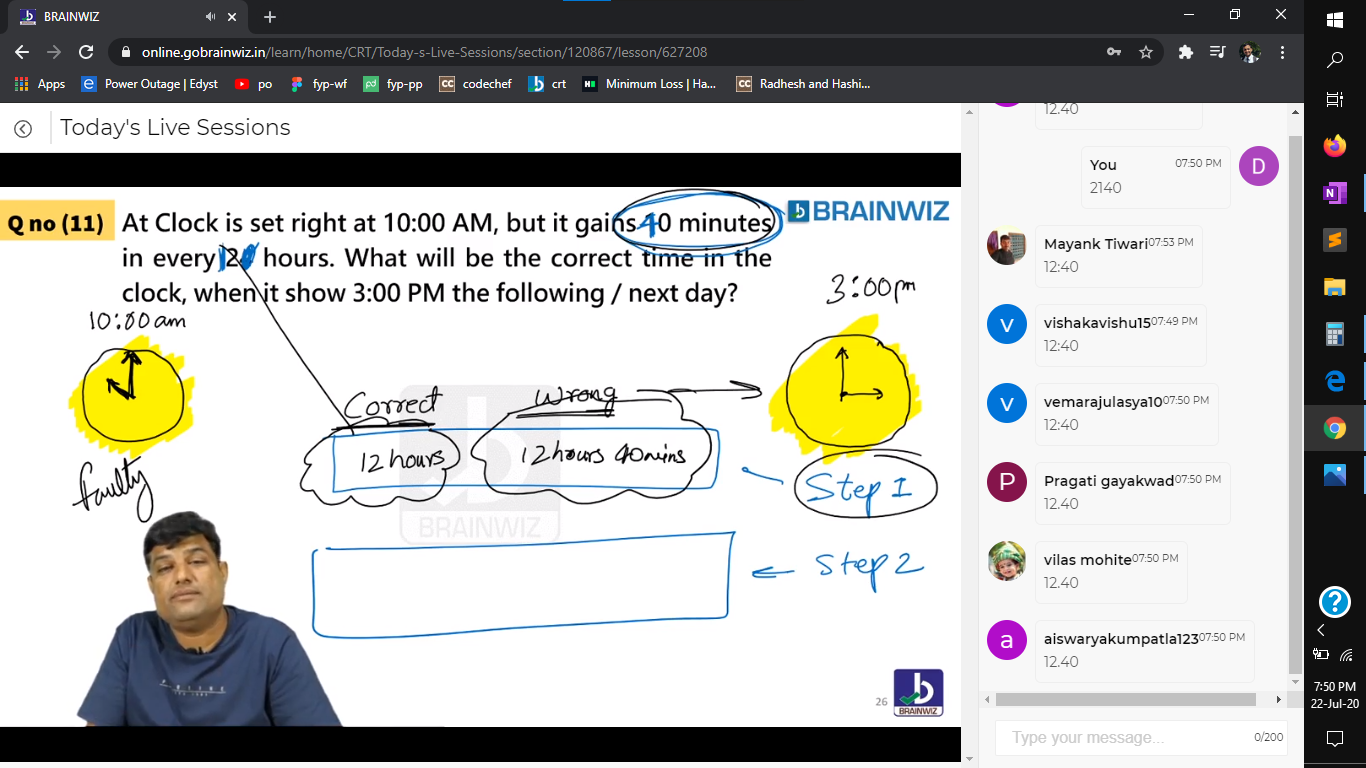 BRAINWIZ
online.gobrainwiz.in/learn/home/CRT/Today-s-Live-Sessions/section/120867/lesson/627208
Apps Power Outage | Edyst po fyp-wf fyp-pp codechef crt Minimum Loss | Ha... Radhesh and Hashi...
Today's Live Sessions
Q no (11) At Clock is set right at 10:00 AM, but it gains 40 minutes
in every 12 hours. What will be the correct time in the
clock, when it show 3:00 PM the following / next day?
BRAINWIZ
10:00am
3:00pm
Correct Wrong
12 hours 12 hours 40mins
Step 1
Faulty
BRAINWIZ
Step 2
26
BRAINWIZ
12.40
You 07:50 PM
2140
D
Mayank Tiwari 07:53 PM
12:40
v
vishakavishu15 07:49 PM
12:40
v
vemarajulasya10 07:50 PM
12:40
P
Pragati gayakwad 07:50 PM
12.40
vilas mohite 07:50 PM
12.40
a
aiswaryakumpatla123 07:50 PM
12.40
Type your message... 0/200
7:50 PM
22-Jul-20